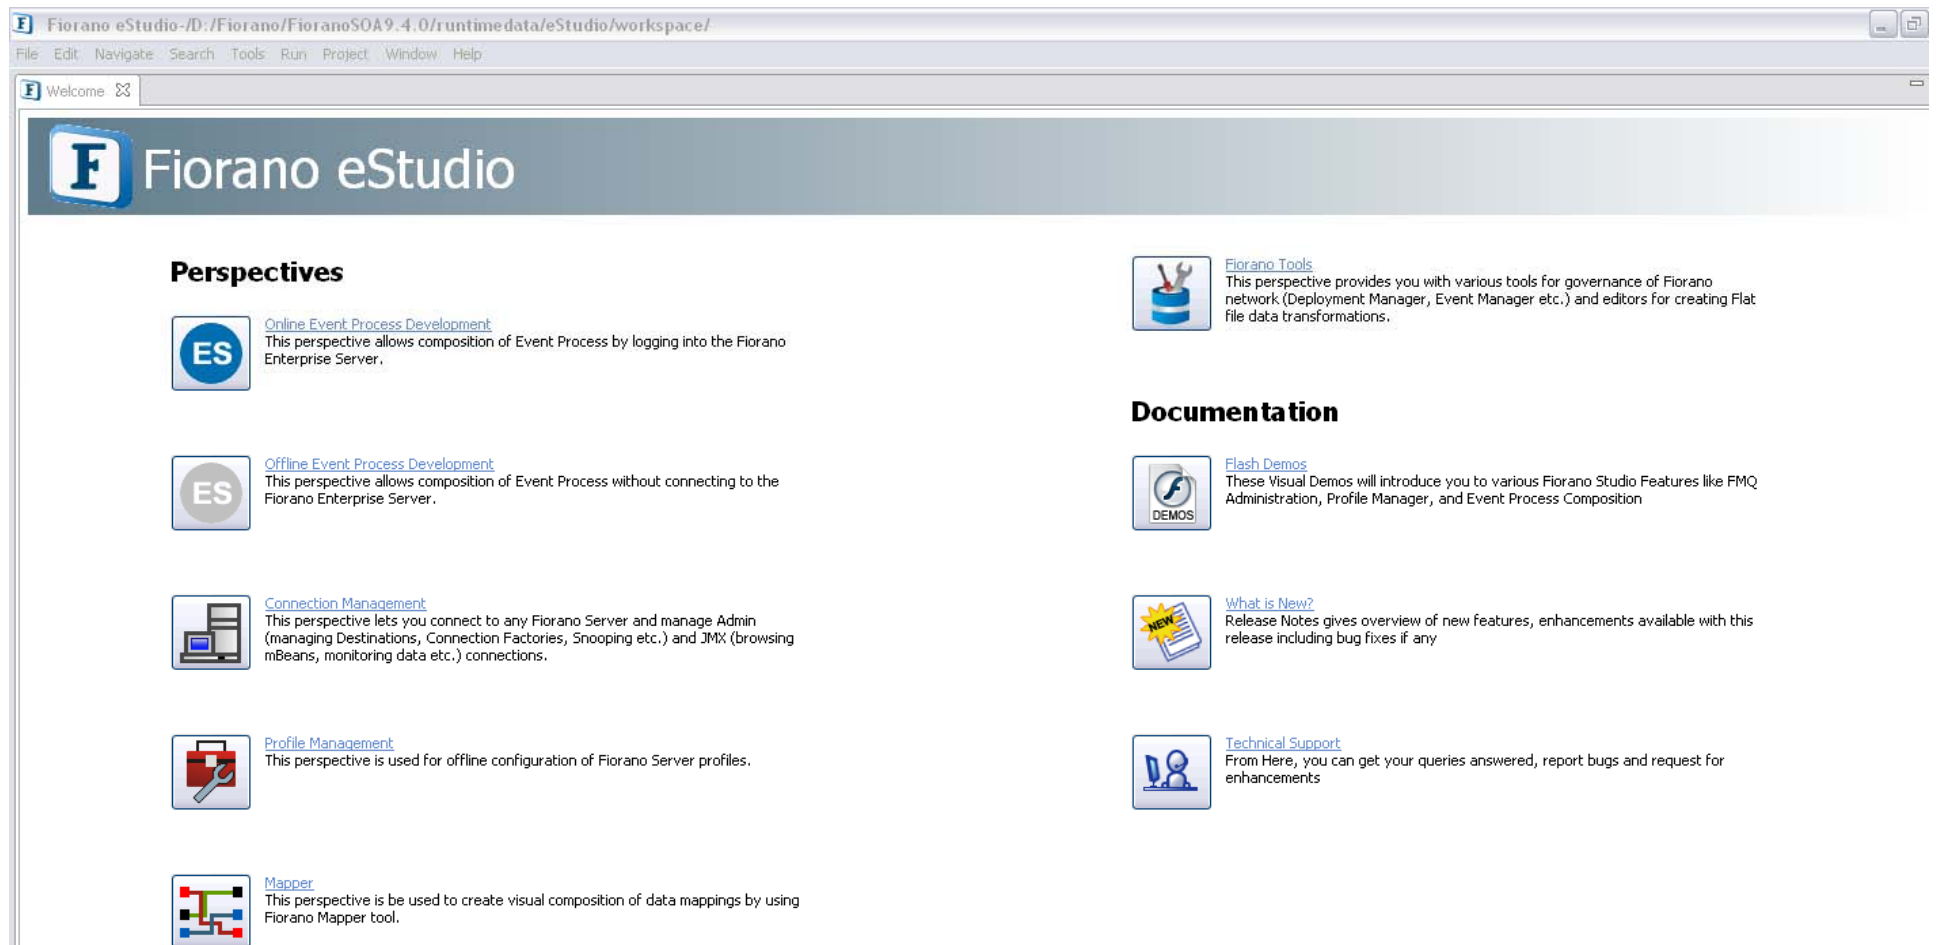 Fiorano eStudio-/D:/Fiorano/FioranoSOA9.4.0/runtimedata/eStudio/workspace/
File Edit Navigate Search Tools Run Project Window Help
Welcome
F Fiorano eStudio
Perspectives
ES
Online Event Process Development
This perspective allows composition of Event Process by logging into the Fiorano
Enterprise Server.
ES
Offline Event Process Development
This perspective allows composition of Event Process without connecting to the
Fiorano Enterprise Server.
Connection Management
This perspective lets you connect to any Fiorano Server and manage Admin
(managing Destinations, Connection Factories, Snooping etc.) and JMX (browsing
mBeans, monitoring data etc.) connections.
Profile Management
This perspective is used for offline configuration of Fiorano Server profiles.
Mapper
This perspective is be used to create visual composition of data mappings by using
Fiorano Mapper tool.
Fiorano Tools
This perspective provides you with various tools for governance of Fiorano
network (Deployment Manager, Event Manager etc.) and editors for creating Flat
file data transformations.
Documentation
DEMOS
Flash Demos
These Visual Demos will introduce you to various Fiorano Studio Features like FMQ
Administration, Profile Manager, and Event Process Composition
NEW
What is New?
Release Notes gives overview of new features, enhancements available with this
release including bug fixes if any
Technical Support
From Here, you can get your queries answered, report bugs and request for
enhancements